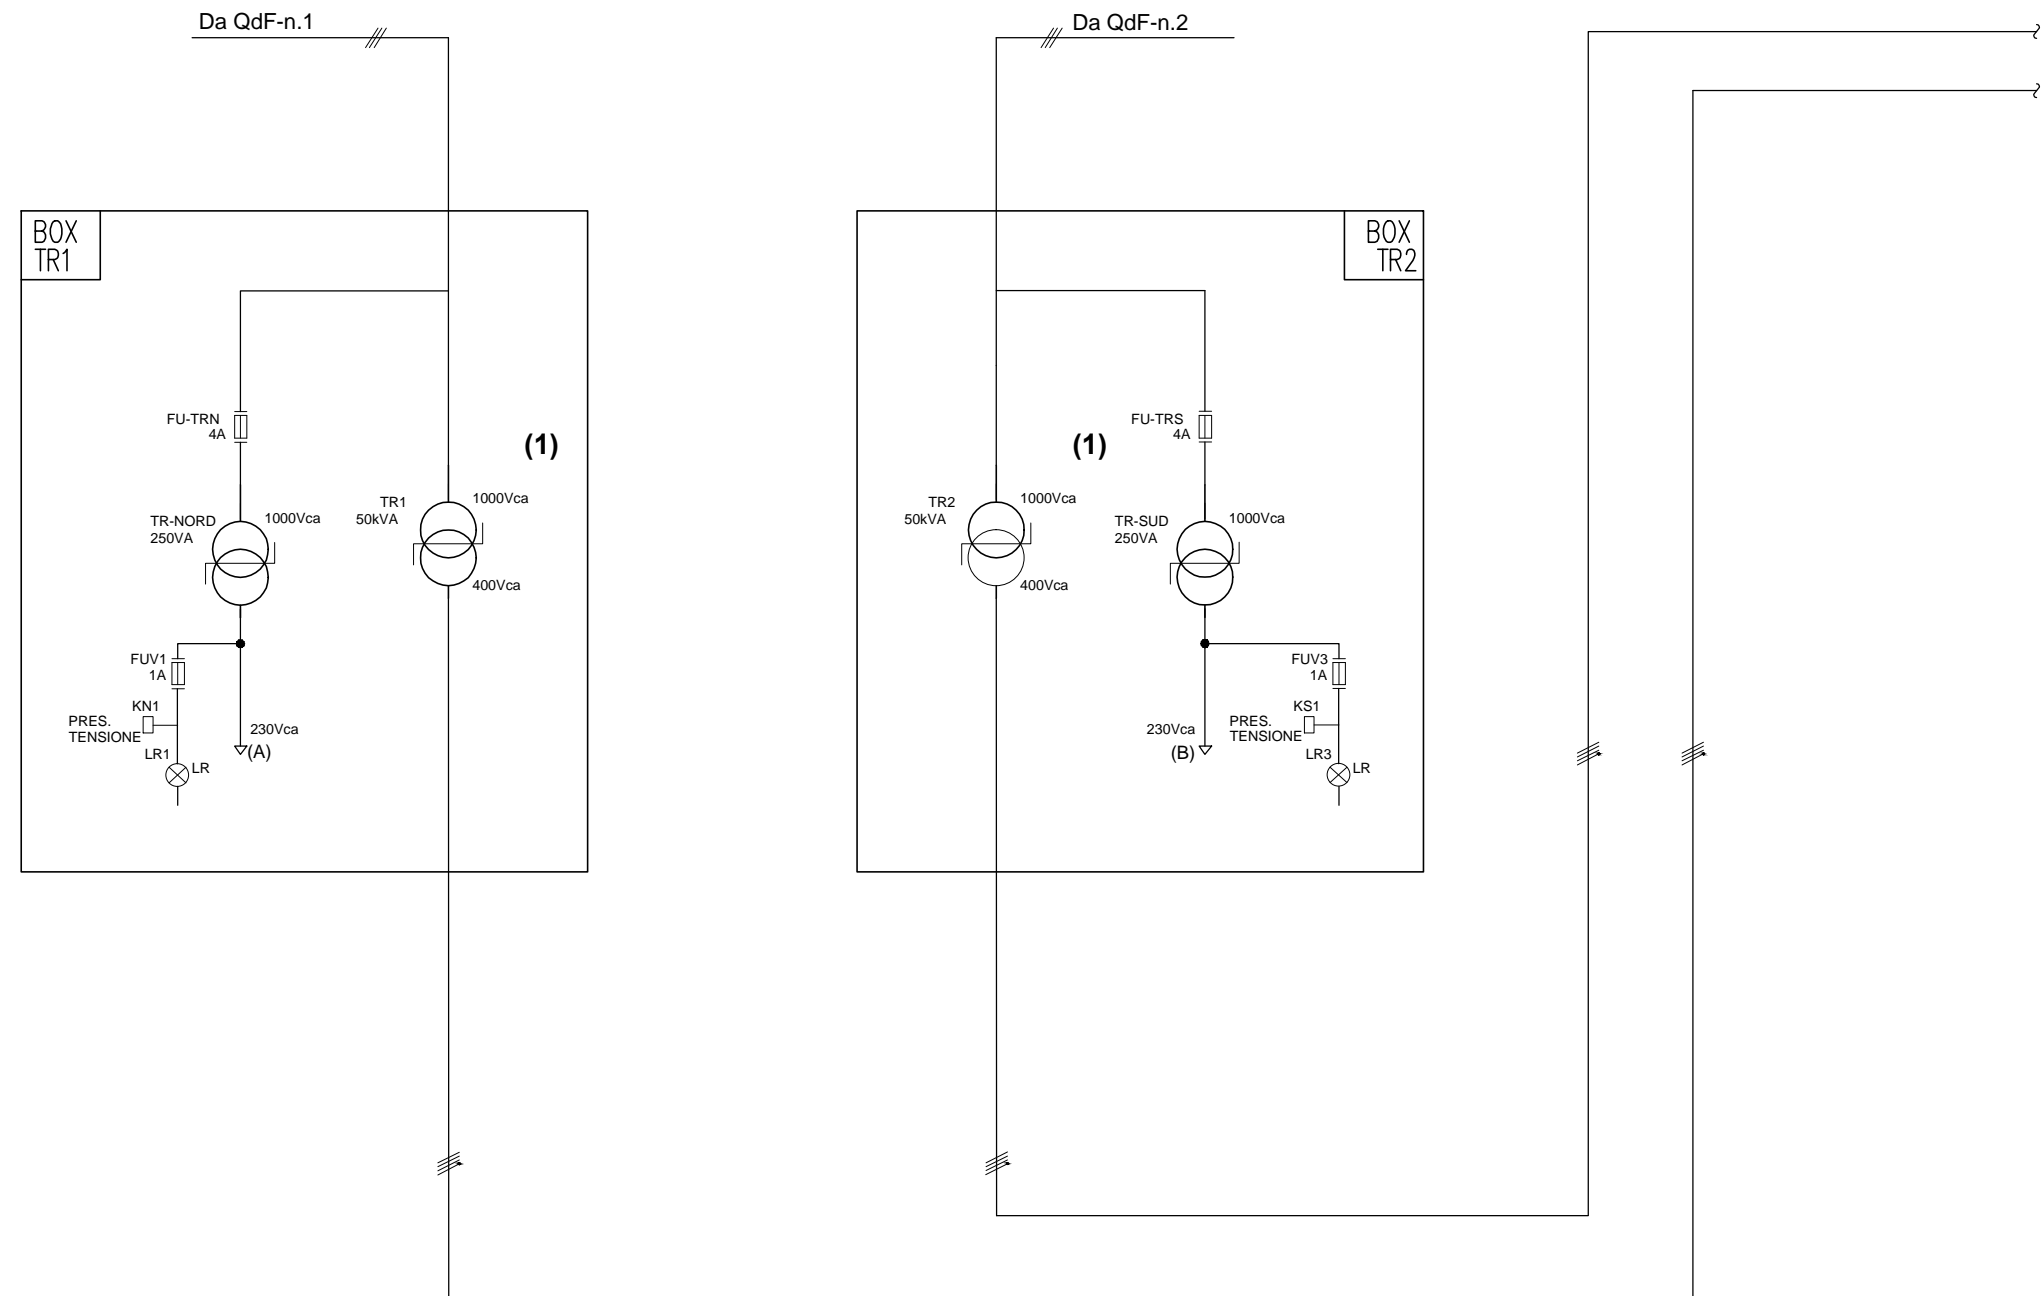 Da QdF-n.1
Da QdF-n.2
BOX
TR1
FU-TRN
4A
(1)
TR-NORD
250VA
1000Vca
TR1
50kVA
1000Vca
400Vca
FUV1
1A
KN1
PRES.
TENSIONE
230Vca
(A)
LR1
LR
BOX
TR2
(1)
FU-TRS
4A
TR2
50kVA
1000Vca
400Vca
TR-SUD
250VA
1000Vca
FUV3
1A
KS1
PRES.
TENSIONE
230Vca
(B)
LR3
LR